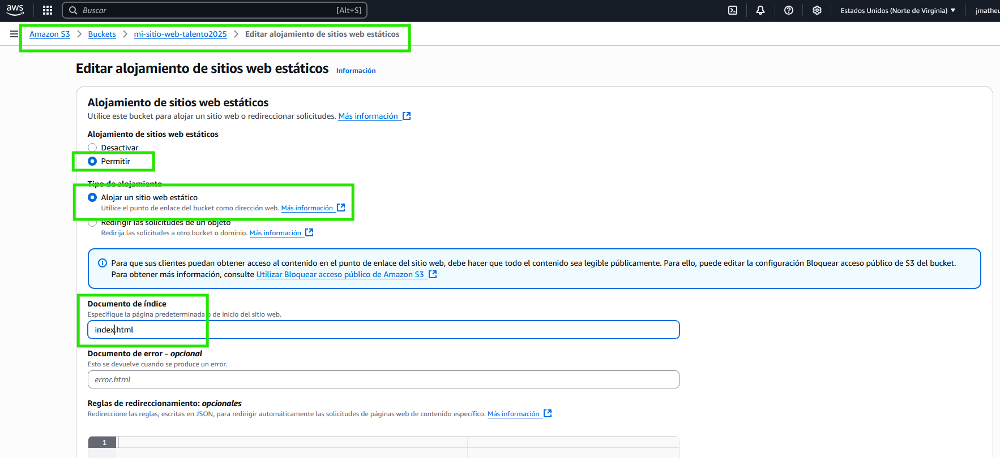 aws Buscar [Alt+S] Estados Unidos (Norte de Virginia) jmatheu
Amazon S3 > Buckets > mi-sitio-web-talento2025 > Editar alojamiento de sitios web estáticos
Editar alojamiento de sitios web estáticos Información
Alojamiento de sitios web estáticos
Utilice este bucket para alojar un sitio web o redireccionar solicitudes. Más información
Alojamiento de sitios web estáticos
Desactivar
Permitir
Tipo de alojamiento
Alojar un sitio web estático
Utilice el punto de enlace del bucket como dirección web. Más información
Redirigir las solicitudes de un objeto
Redirija las solicitudes a otro bucket o dominio. Más información
Para que sus clientes puedan obtener acceso al contenido en el punto de enlace del sitio web, debe hacer que todo el contenido sea legible públicamente. Para ello, puede editar la configuración Bloquear acceso público de S3 del bucket.
Para obtener más información, consulte Utilizar Bloquear acceso público de Amazon S3
Documento de índice
Especifique la página predeterminada o de inicio del sitio web.
index.html
Documento de error - opcional
Esto se devuelve cuando se produce un error.
error.html
Reglas de redireccionamiento: opcionales
Redireccione las reglas, escritas en JSON, para redirigir automáticamente las solicitudes de páginas web de contenido específico. Más información
1